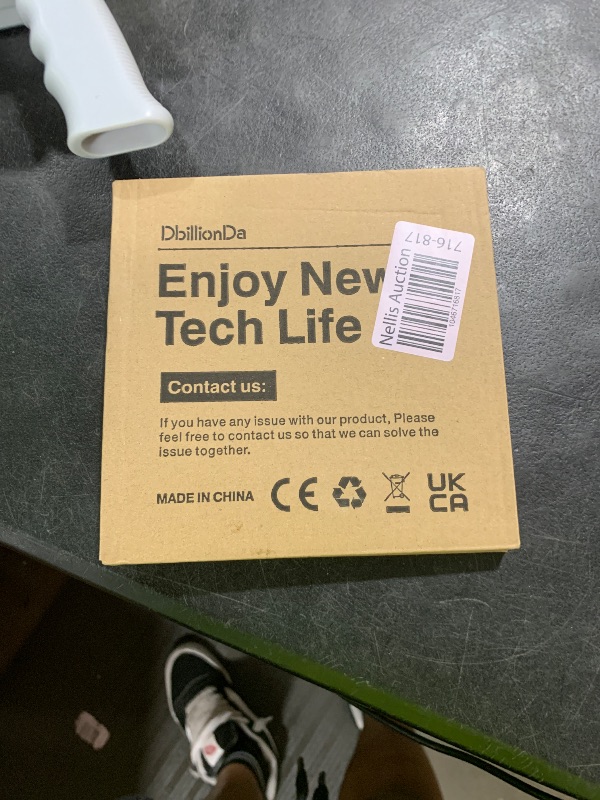 DbillionDa
Enjoy New
Tech Life
Contact us:
If you have any issue with our product, Please
feel free to contact us so that we can solve the
issue together.
MADE IN CHINA CE
UK
CA
Nellis Auction
1046716817
716-817